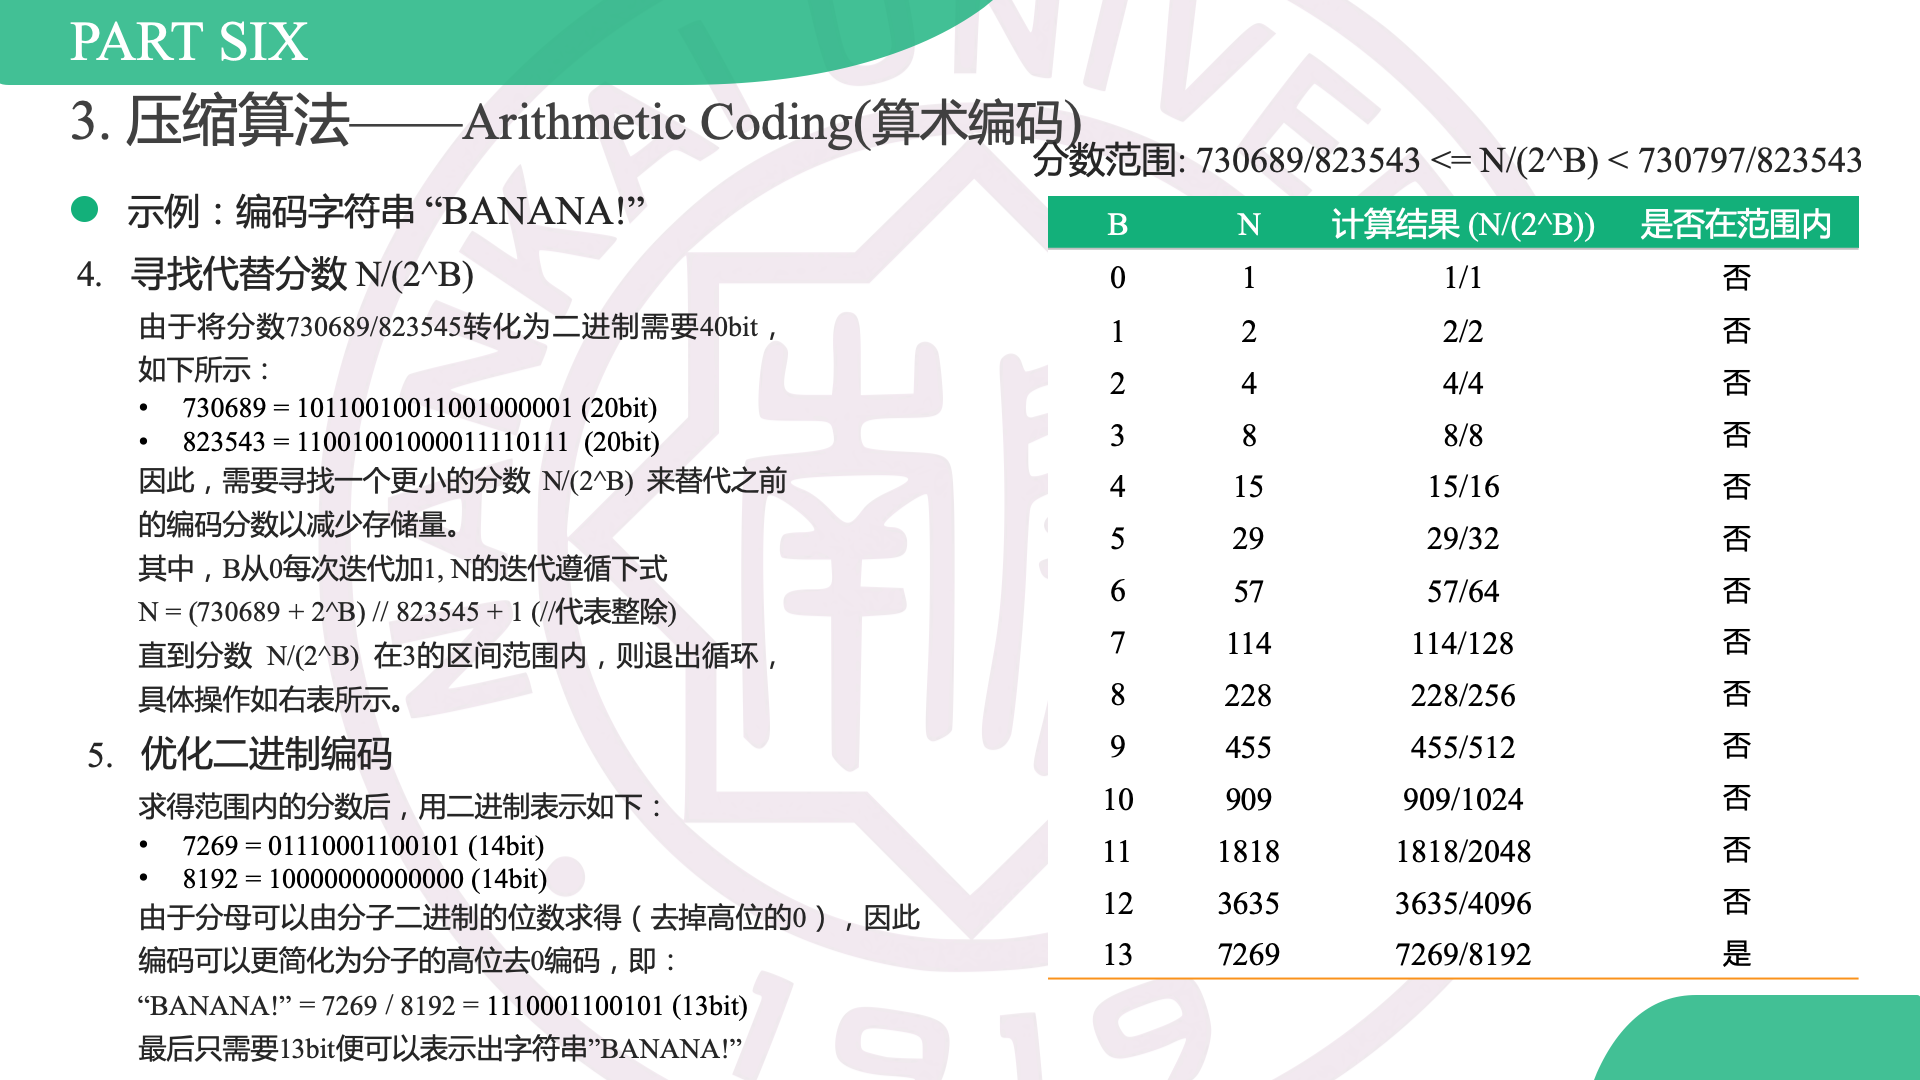 PART SIX
3. 压缩算法——Arithmetic Coding(算术编码)
示例：编码字符串 “BANANA!”
4. 寻找代替分数 N/(2^B)
由于将分数730689/823545转化为二进制需要40bit，
如下所示：
• 730689 = 10110010011001000001 (20bit)
• 823543 = 11001001000011110111 (20bit)
因此，需要寻找一个更小的分数 N/(2^B) 来替代之前
的编码分数以减少存储量。
其中，B从0每次迭代加1, N的迭代遵循下式
N = (730689 + 2^B) // 823545 + 1 (//代表整除)
直到分数 N/(2^B) 在3的区间范围内，则退出循环，
具体操作如右表所示。
5. 优化二进制编码
求得范围内的分数后，用二进制表示如下：
• 7269 = 01110001100101 (14bit)
• 8192 = 10000000000000 (14bit)
由于分母可以由分子二进制的位数求得（去掉高位的0），因此
编码可以更简化为分子的高位去0编码，即：
“BANANA!” = 7269 / 8192 = 1110001100101 (13bit)
最后只需要13bit便可以表示出字符串”BANANA!”
分数范围: 730689/823543 <= N/(2^B) < 730797/823543
B N 计算结果 (N/(2^B)) 是否在范围内
0 1 1/1 否
1 2 2/2 否
2 4 4/4 否
3 8 8/8 否
4 15 15/16 否
5 29 29/32 否
6 57 57/64 否
7 114 114/128 否
8 228 228/256 否
9 455 455/512 否
10 909 909/1024 否
11 1818 1818/2048 否
12 3635 3635/4096 否
13 7269 7269/8192 是
NANKAI UNIVE
南
1919